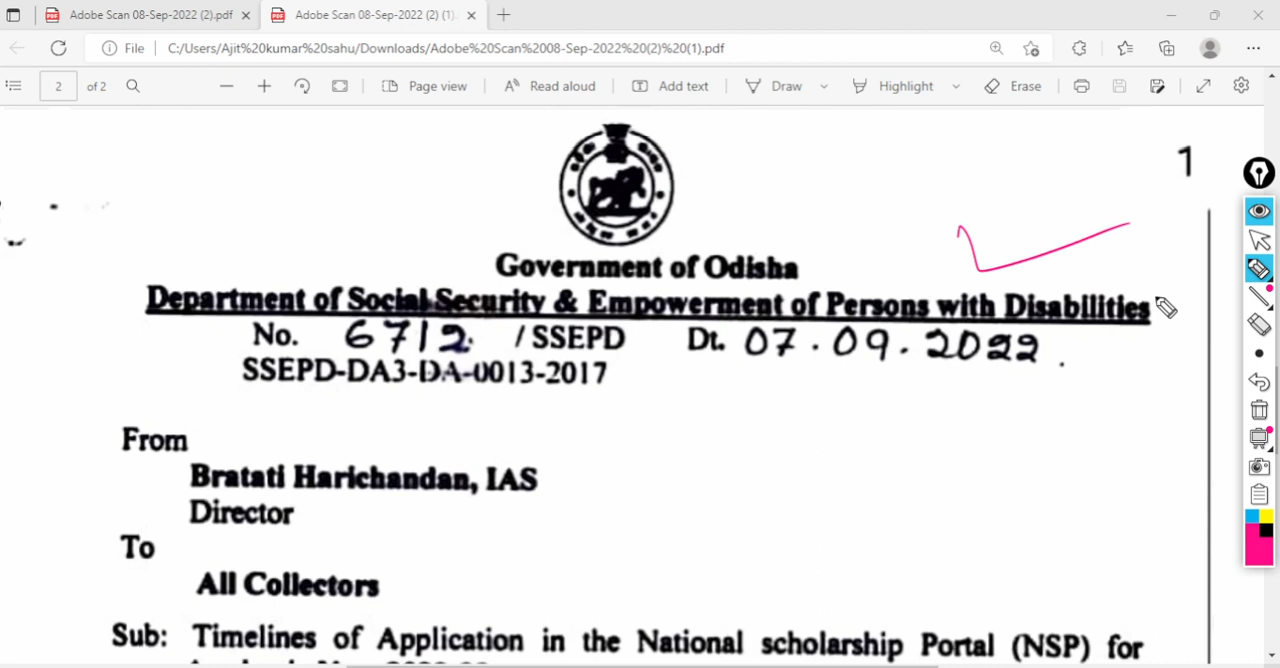 Adobe Scan 08-Sep-2022 (2).pdf
Adobe Scan 08-Sep-2022 (2) (1)
File C:/Users/Ajit%20kumar%20sahu/Downloads/Adobe%20Scan%2008-Sep-2022%20(2)%20(1).pdf
2 of 2 Page view Read aloud Add text Draw Highlight Erase
1
Government of Odisha
Department of Social Security & Empowerment of Persons with Disabilities
No. 6712. /SSEPD Dt. 07.09.2022.
SSEPD-DA3-DA-0013-2017
From
Bratati Harichandan, IAS
Director
To
All Collectors
Sub: Timelines of Application in the National scholarship Portal (NSP) for